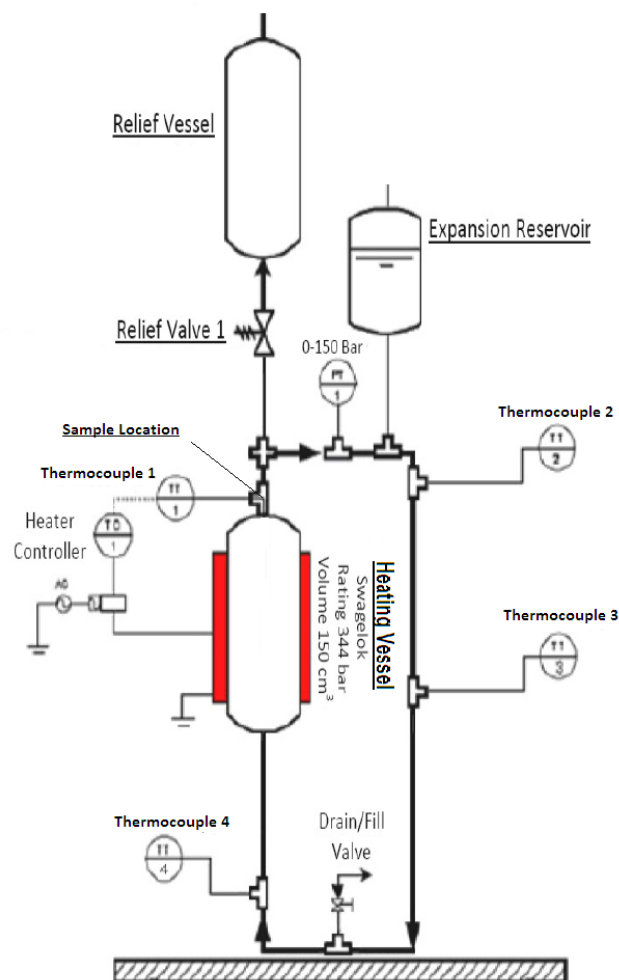 Relief Vessel
Expansion Reservoir
Relief Valve 1
0-150 Bar
PT
1
Thermocouple 2
TT
2
Sample Location
Thermocouple 1
TT
1
Heater
Controller
TC
1
AC
Heating Vessel
Swagelok
Rating 344 bar
Volume 150 cm³
Thermocouple 3
TT
3
Thermocouple 4
TT
4
Drain/Fill
Valve